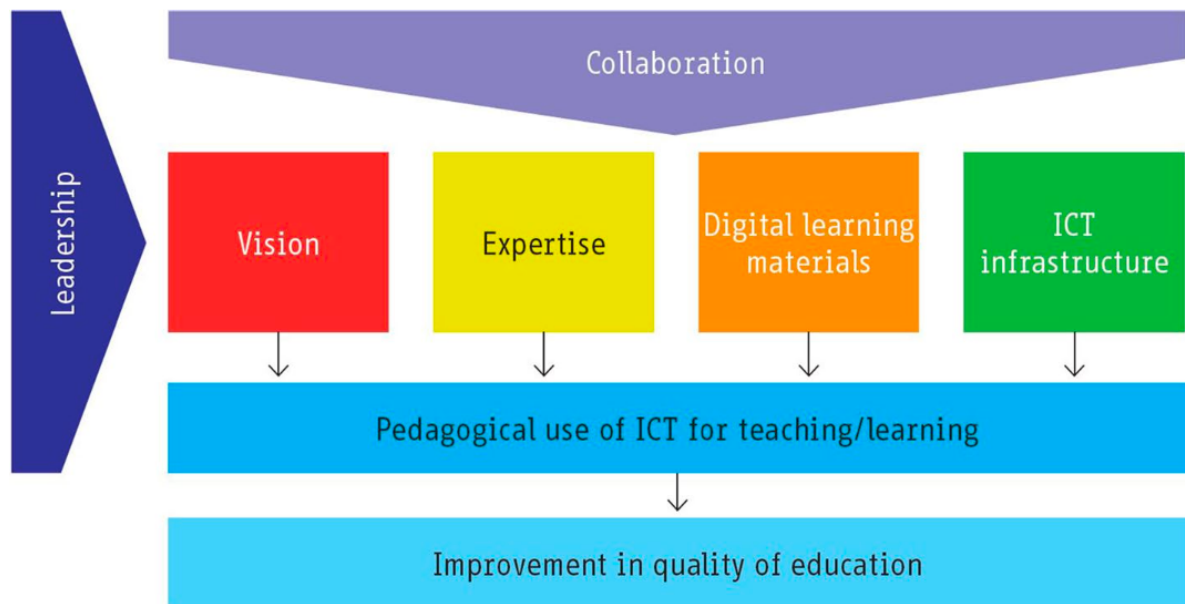 Collaboration
Leadership
Vision
Expertise
Digital learning
materials
ICT
infrastructure
Pedagogical use of ICT for teaching/learning
Improvement in quality of education